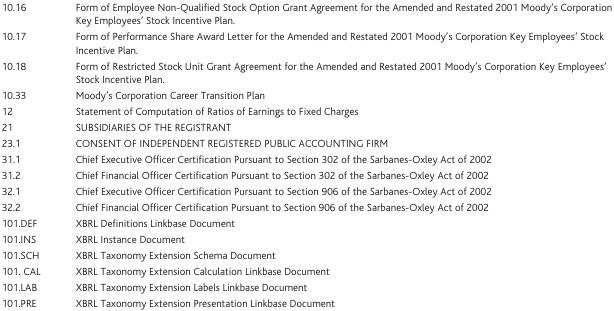 10.16 Form of Employee Non-Qualified Stock Option Grant Agreement for the Amended and Restated 2001 Moody's Corporation
Key Employees' Stock Incentive Plan.
10.17 Form of Performance Share Award Letter for the Amended and Restated 2001 Moody's Corporation Key Employees' Stock
Incentive Plan.
10.18 Form of Restricted Stock Unit Grant Agreement for the Amended and Restated 2001 Moody's Corporation Key Employees'
Stock Incentive Plan.
10.33 Moody's Corporation Career Transition Plan
12 Statement of Computation of Ratios of Earnings to Fixed Charges
21 SUBSIDIARIES OF THE REGISTRANT
23.1 CONSENT OF INDEPENDENT REGISTERED PUBLIC ACCOUNTING FIRM
31.1 Chief Executive Officer Certification Pursuant to Section 302 of the Sarbanes-Oxley Act of 2002
31.2 Chief Financial Officer Certification Pursuant to Section 302 of the Sarbanes-Oxley Act of 2002
32.1 Chief Executive Officer Certification Pursuant to Section 906 of the Sarbanes-Oxley Act of 2002
32.2 Chief Financial Officer Certification Pursuant to Section 906 of the Sarbanes-Oxley Act of 2002
101.DEF XBRL Definitions Linkbase Document
101.INS XBRL Instance Document
101.SCH XBRL Taxonomy Extension Schema Document
101. CAL XBRL Taxonomy Extension Calculation Linkbase Document
101.LAB XBRL Taxonomy Extension Labels Linkbase Document
101.PRE XBRL Taxonomy Extension Presentation Linkbase Document